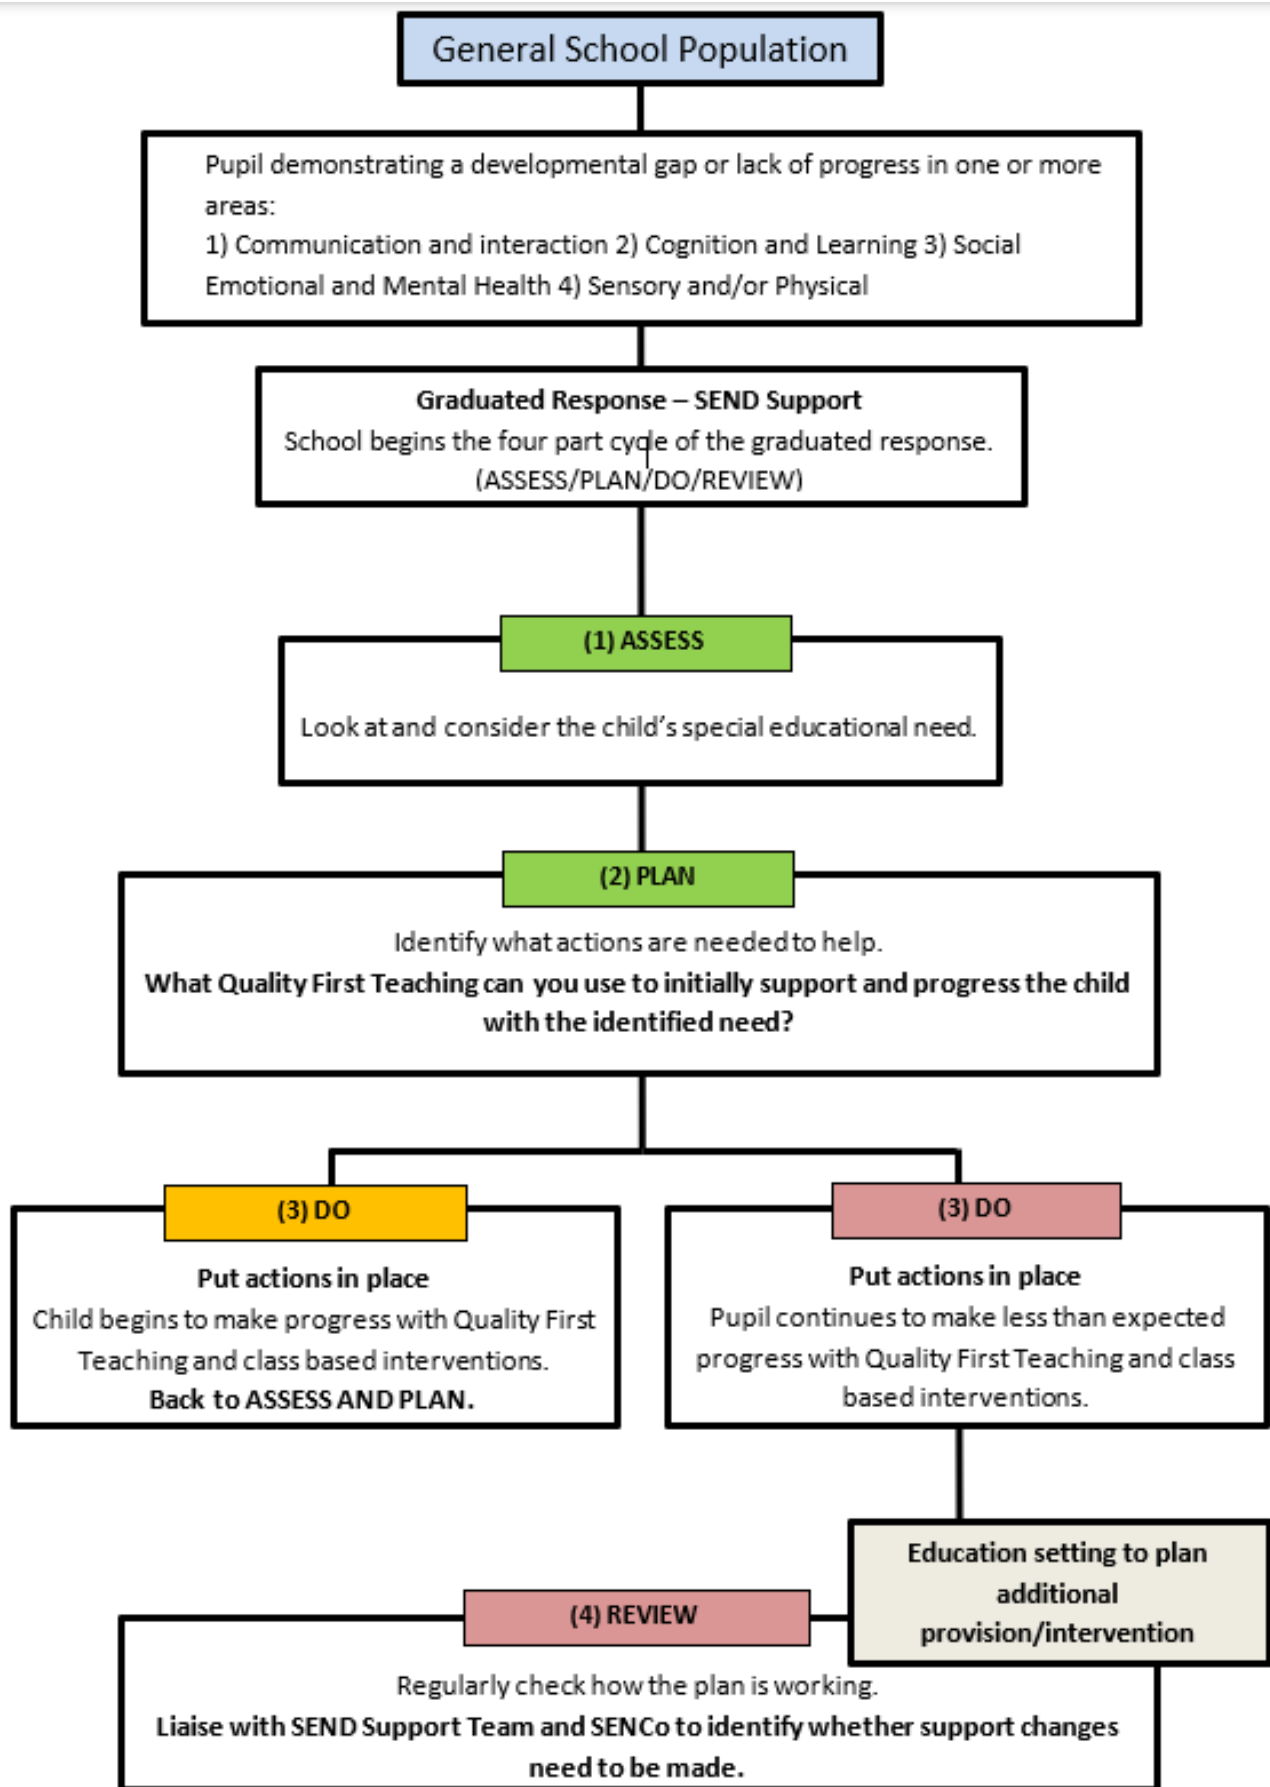 General School Population
Pupil demonstrating a developmental gap or lack of progress in one or more
areas:
1) Communication and interaction 2) Cognition and Learning 3) Social
Emotional and Mental Health 4) Sensory and/or Physical
Graduated Response – SEND Support
School begins the four part cycle of the graduated response.
(ASSESS/PLAN/DO/REVIEW)
(1) ASSESS
Look at and consider the child's special educational need.
(2) PLAN
Identify what actions are needed to help.
What Quality First Teaching can you use to initially support and progress the child
with the identified need?
(3) DO
Put actions in place
Child begins to make progress with Quality First
Teaching and class based interventions.
Back to ASSESS AND PLAN.
(3) DO
Put actions in place
Pupil continues to make less than expected
progress with Quality First Teaching and class
based interventions.
Education setting to plan
additional
provision/intervention
(4) REVIEW
Regularly check how the plan is working.
Liaise with SEND Support Team and SENCo to identify whether support changes
need to be made.